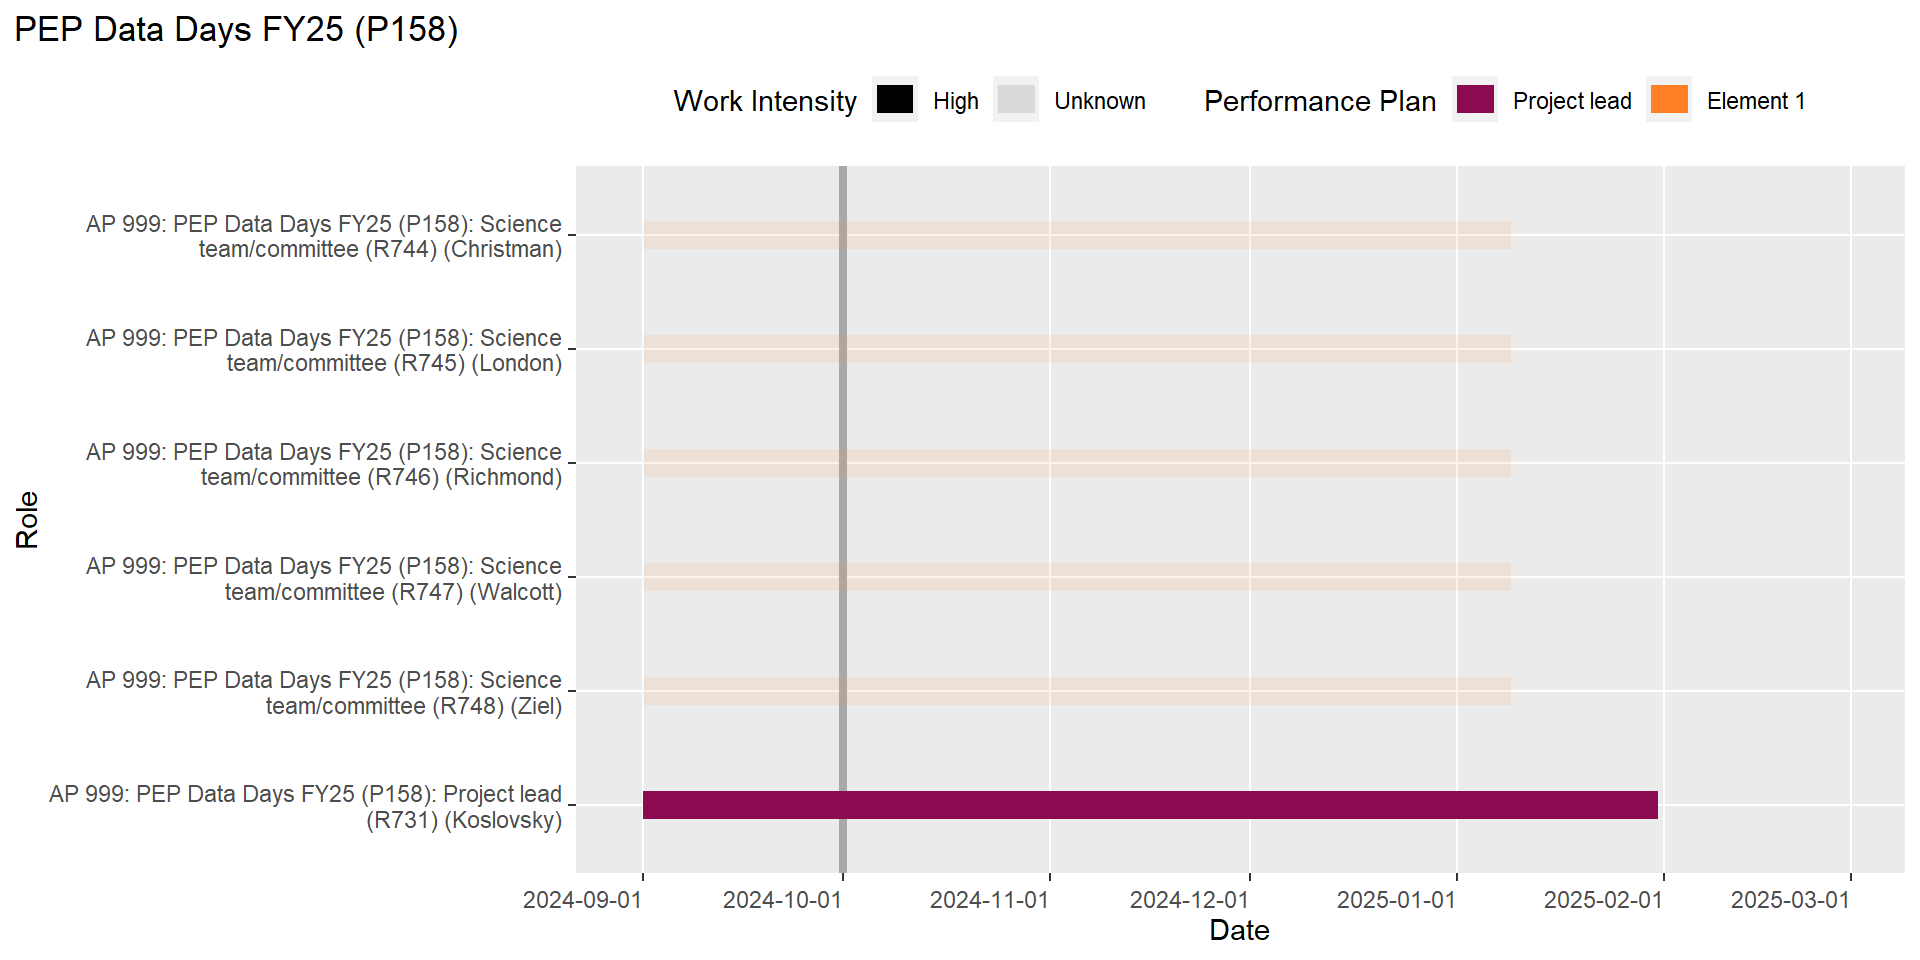 PEP Data Days FY25 (P158)
Work Intensity High Unknown Performance Plan Project lead Element 1
AP 999: PEP Data Days FY25 (P158): Science
team/committee (R744) (Christman)
AP 999: PEP Data Days FY25 (P158): Science
team/committee (R745) (London)
AP 999: PEP Data Days FY25 (P158): Science
team/committee (R746) (Richmond)
AP 999: PEP Data Days FY25 (P158): Science
team/committee (R747) (Walcott)
AP 999: PEP Data Days FY25 (P158): Science
team/committee (R748) (Ziel)
AP 999: PEP Data Days FY25 (P158): Project lead
(R731) (Koslovsky)
Role
2024-09-01 2024-10-01 2024-11-01 2024-12-01 2025-01-01 2025-02-01 2025-03-01
Date